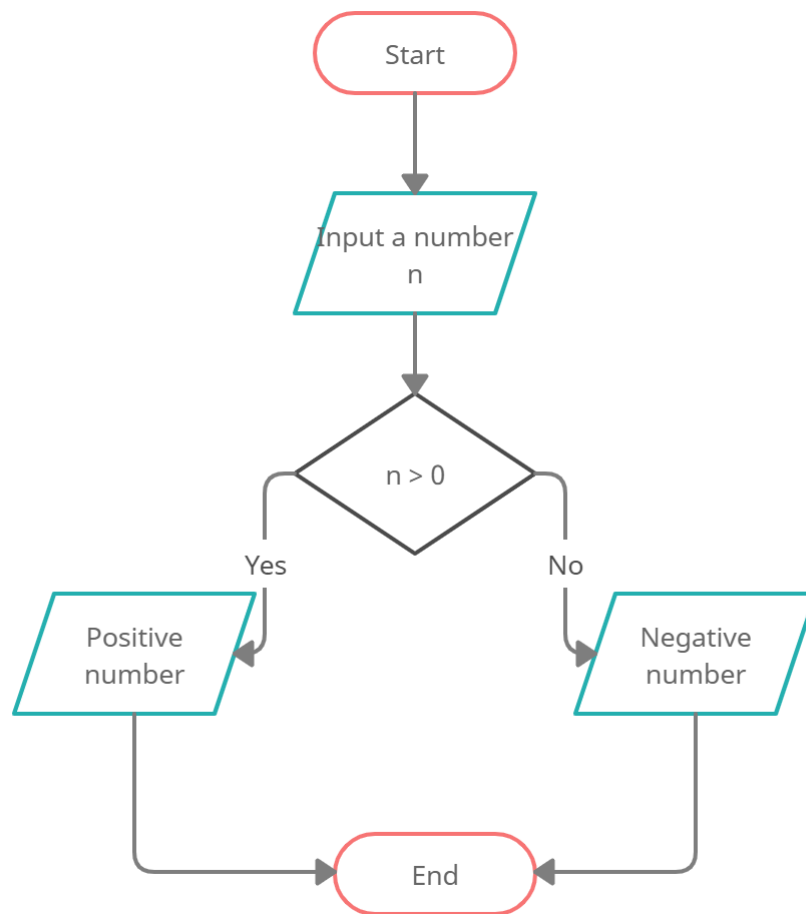 Start
Input a number
n
n > 0
Yes
No
Positive
number
Negative
number
End